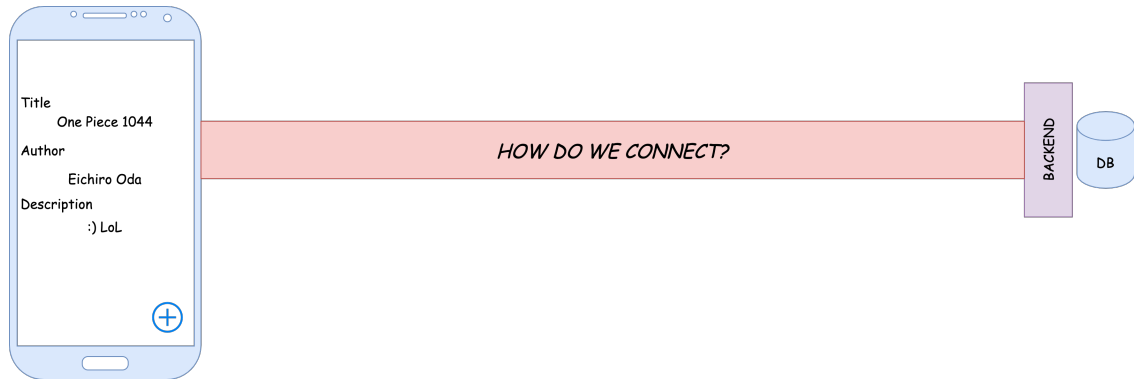 Title
One Piece 1044
Author
Eichiro Oda
Description
:) LoL
HOW DO WE CONNECT?
BACKEND
DB